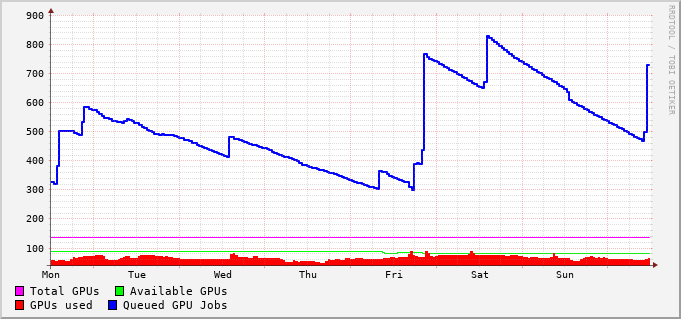 900
800
700
600
500
400
300
200
100
Mon Tue Wed Thu Fri Sat Sun
Total GPUs Available GPUs
GPUs used Queued GPU Jobs
RRDTOOL / TOBI OETIKER